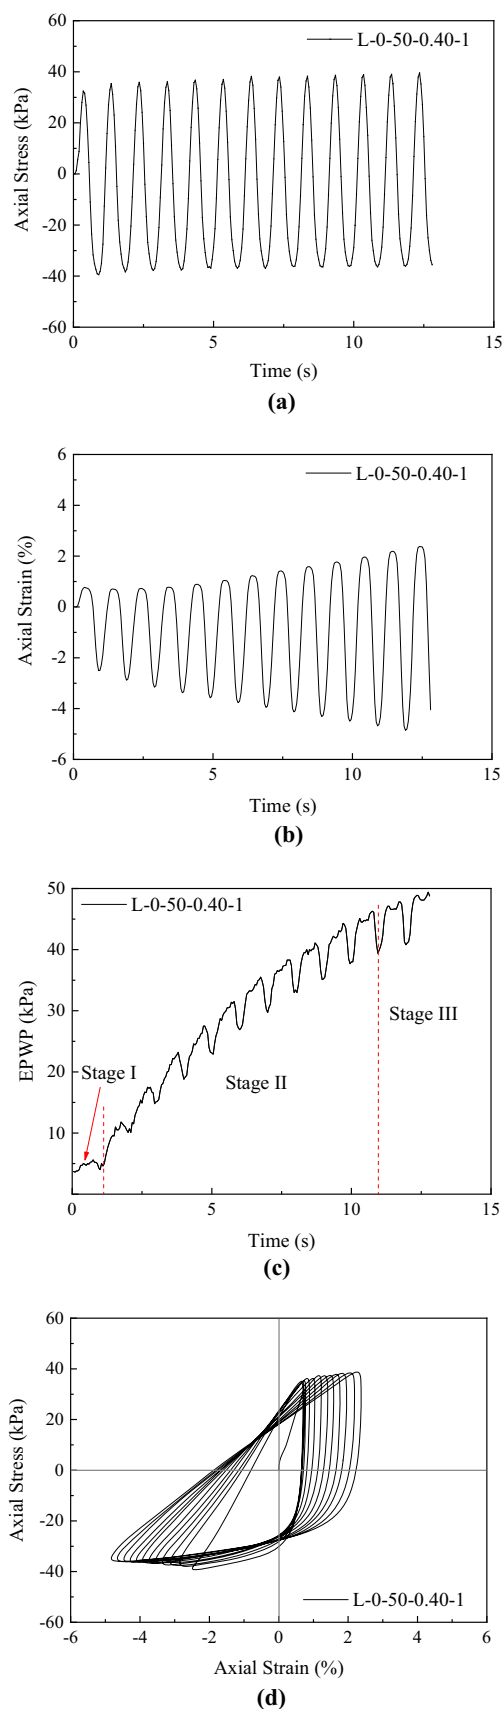 60
L-0-50-0.40-1
40
20
0
-20
-40
-60
Axial Stress (kPa)
0 5 10 15
Time (s)
(a)
6
L-0-50-0.40-1
4
2
0
-2
-4
-6
Axial Strain (%)
0 5 10 15
Time (s)
(b)
50
L-0-50-0.40-1
40
30
20
10
EPWP (kPa)
Stage I
Stage II
Stage III
0 5 10 15
Time (s)
(c)
60
40
20
0
-20
-40
-60
Axial Stress (kPa)
L-0-50-0.40-1
-6 -4 -2 0 2 4 6
Axial Strain (%)
(d)